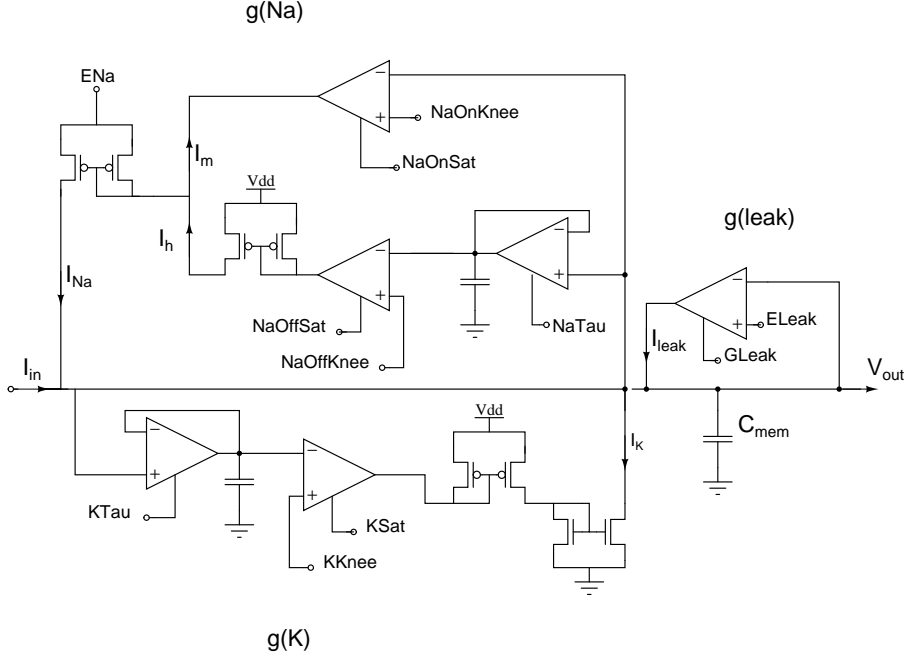 g(Na)
ENa
NaOnKnee
I_m
NaOnSat
Vdd
g(leak)
I_h
I_Na
NaOffSat
NaTau
ELeak
I_leak
GLeak
NaOffKnee
I_in
V_out
Vdd
C_mem
I_K
KTau
KSat
KKnee
g(K)